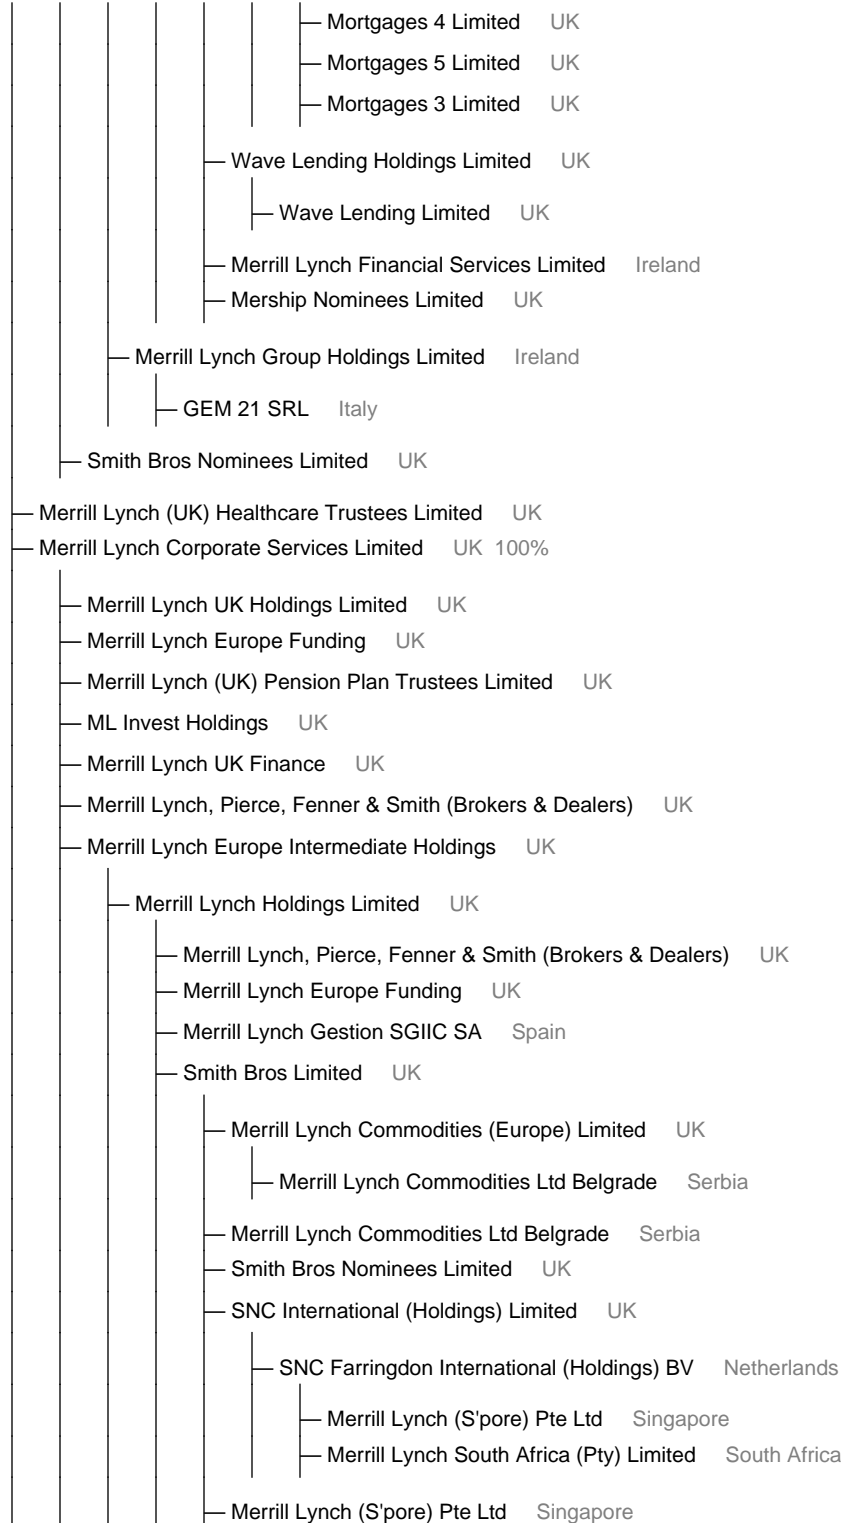 Mortgages 4 Limited UK
Mortgages 5 Limited UK
Mortgages 3 Limited UK
Wave Lending Holdings Limited UK
Wave Lending Limited UK
Merrill Lynch Financial Services Limited Ireland
Mership Nominees Limited UK
Merrill Lynch Group Holdings Limited Ireland
GEM 21 SRL Italy
Smith Bros Nominees Limited UK
Merrill Lynch (UK) Healthcare Trustees Limited UK
Merrill Lynch Corporate Services Limited UK 100%
Merrill Lynch UK Holdings Limited UK
Merrill Lynch Europe Funding UK
Merrill Lynch (UK) Pension Plan Trustees Limited UK
ML Invest Holdings UK
Merrill Lynch UK Finance UK
Merrill Lynch, Pierce, Fenner & Smith (Brokers & Dealers) UK
Merrill Lynch Europe Intermediate Holdings UK
Merrill Lynch Holdings Limited UK
Merrill Lynch, Pierce, Fenner & Smith (Brokers & Dealers) UK
Merrill Lynch Europe Funding UK
Merrill Lynch Gestion SGIIC SA Spain
Smith Bros Limited UK
Merrill Lynch Commodities (Europe) Limited UK
Merrill Lynch Commodities Ltd Belgrade Serbia
Merrill Lynch Commodities Ltd Belgrade Serbia
Smith Bros Nominees Limited UK
SNC International (Holdings) Limited UK
SNC Farringdon International (Holdings) BV Netherlands
Merrill Lynch (S'pore) Pte Ltd Singapore
Merrill Lynch South Africa (Pty) Limited South Africa
Merrill Lynch (S'pore) Pte Ltd Singapore